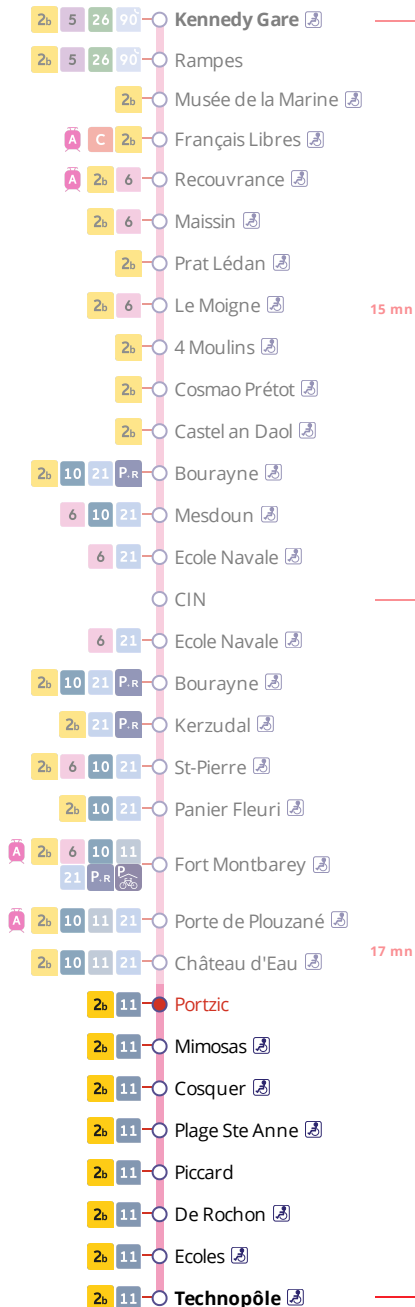 2b 5 26 90 Kennedy Gare
2b 5 26 90 Rampes
2b Musée de la Marine
A C 2b Français Libres
A 2b 6 Recouvrance
2b 6 Maissin
2b Prat Lédan
2b 6 Le Moigne 15 mn
2b 4 Moulins
2b Cosmao Prétot
2b Castel an Daol
2b 10 21 P+R Bourayne
6 10 21 Mesdoun
6 21 Ecole Navale
CIN
6 21 Ecole Navale
2b 10 21 P+R Bourayne
2b 21 P+R Kerzudal
2b 6 10 21 St-Pierre
2b 10 21 Panier Fleuri
A 2b 6 10 11
21 P+R P Fort Montbarey
A 2b 10 11 21 Porte de Plouzané
17 mn
2b 10 11 21 Château d'Eau
2b 11 Portzic
2b 11 Mimosas
2b 11 Cosquer
2b 11 Plage Ste Anne
2b 11 Piccard
2b 11 De Rochon
2b 11 Ecoles
2b 11 Technopôle